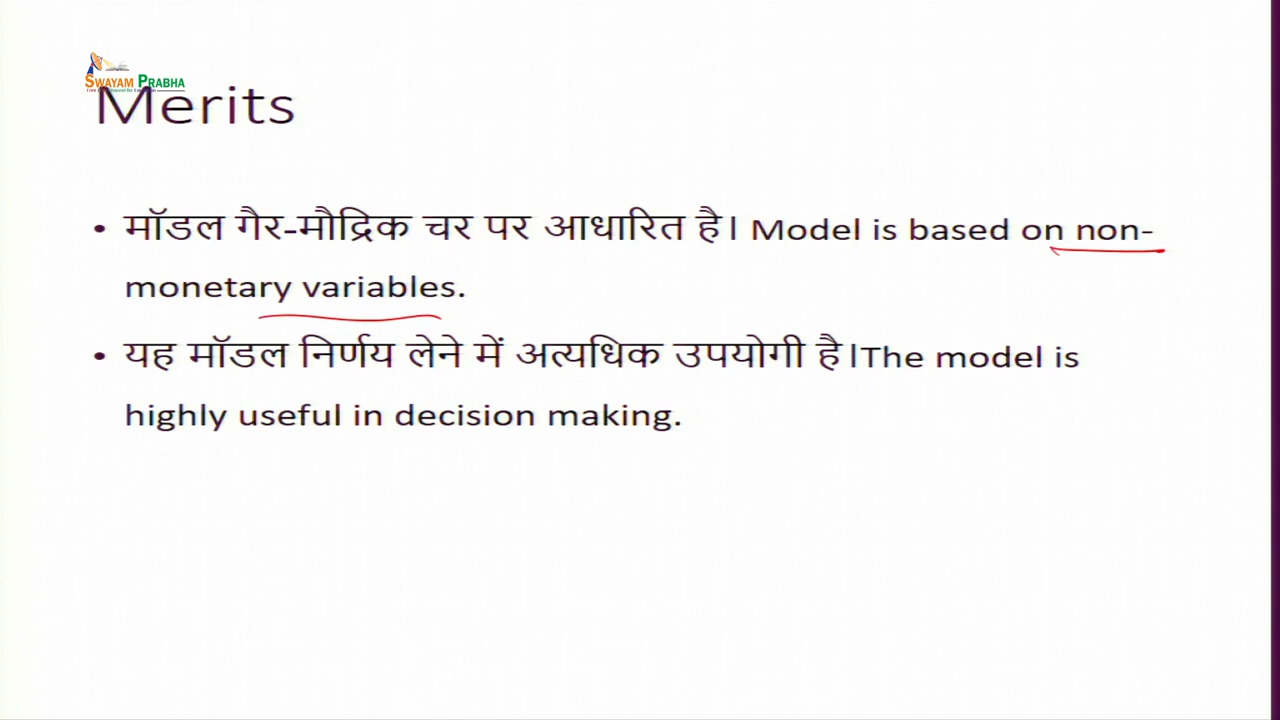 SWAYAM PRABHA
Merits
• मॉडल गैर-मौद्रिक चर पर आधारित है। Model is based on non-
monetary variables.
• यह मॉडल निर्णय लेने में अत्यधिक उपयोगी है।The model is
highly useful in decision making.